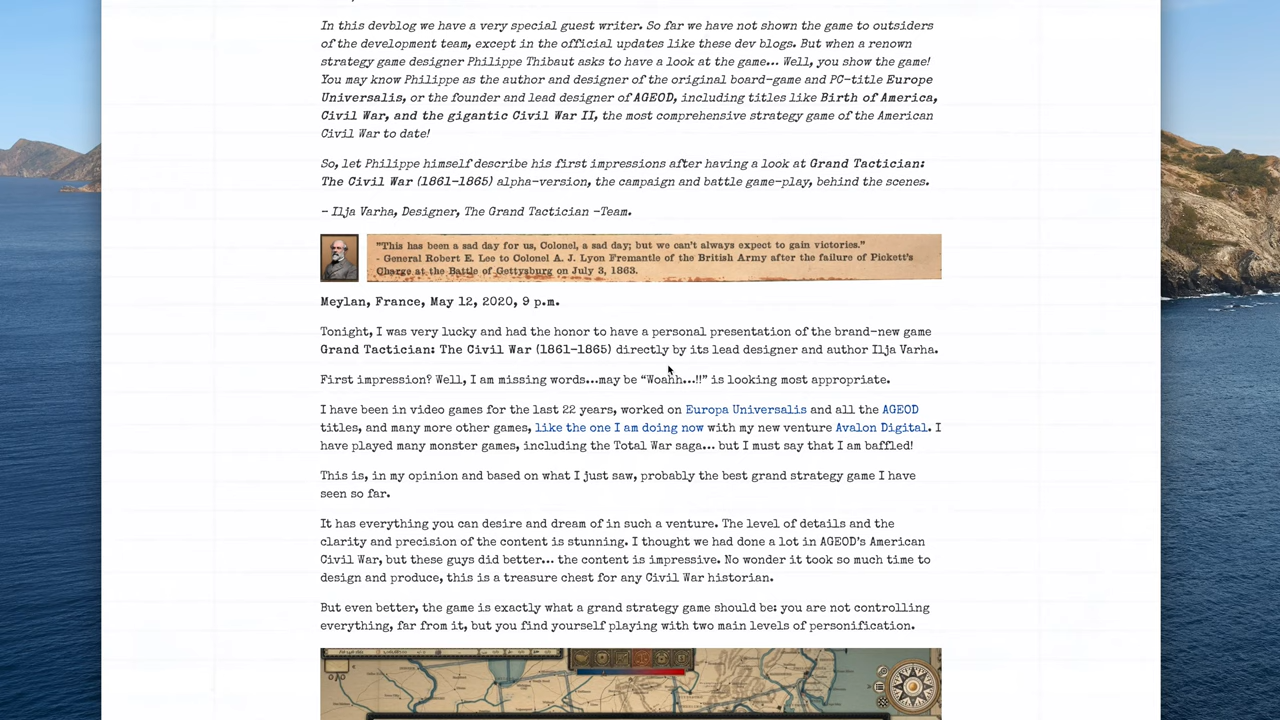 In this devblog we have a very special guest writer. So far we have not shown the game to outsiders
of the development team, except in the official updates like these dev blogs. But when a renown
strategy game designer Philippe Thibaut asks to have a look at the game... Well, you show the game!
You may know Philippe as the author and designer of the original board-game and PC-title Europe
Universalis, or the founder and lead designer of AGEOD, including titles like Birth of America,
Civil War, and the gigantic Civil War II, the most comprehensive strategy game of the American
Civil War to date!
So, let Philippe himself describe his first impressions after having a look at Grand Tactician:
The Civil War (1861-1865) alpha-version, the campaign and battle game-play, behind the scenes.
- Ilja Varha, Designer, The Grand Tactician -Team.
"This has been a sad day for us, Colonel, a sad day; but we can't always expect to gain victories."
- General Robert E. Lee to Colonel A. J. Lyon Fremantle of the British Army after the failure of Pickett's
Charge at the Battle of Gettysburg on July 3, 1863.
Meylan, France, May 12, 2020, 9 p.m.
Tonight, I was very lucky and had the honor to have a personal presentation of the brand-new game
Grand Tactician: The Civil War (1861-1865) directly by its lead designer and author Ilja Varha.
First impression? Well, I am missing words...may be “Woahh...!!” is looking most appropriate.
I have been in video games for the last 22 years, worked on Europa Universalis and all the AGEOD
titles, and many more other games, like the one I am doing now with my new venture Avalon Digital. I
have played many monster games, including the Total War saga... but I must say that I am baffled!
This is, in my opinion and based on what I just saw, probably the best grand strategy game I have
seen so far.
It has everything you can desire and dream of in such a venture. The level of details and the
clarity and precision of the content is stunning. I thought we had done a lot in AGEOD's American
Civil War, but these guys did better... the content is impressive. No wonder it took so much time to
design and produce, this is a treasure chest for any Civil War historian.
But even better, the game is exactly what a grand strategy game should be: you are not controlling
everything, far from it, but you find yourself playing with two main levels of personification.